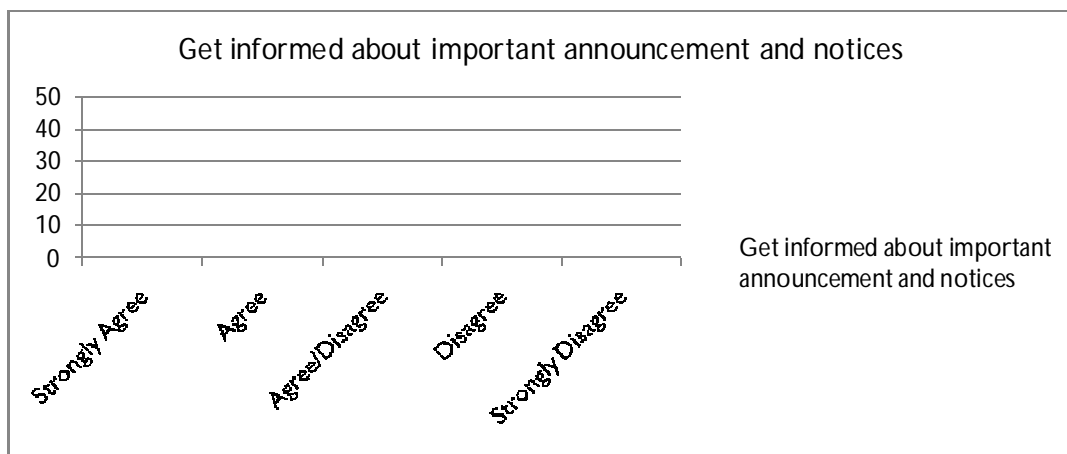 Get informed about important announcement and notices
50
40
30
20
10
0
Strongly Agree
Agree
Agree/Disagree
Disagree
Strongly Disagree
Get informed about important
announcement and notices